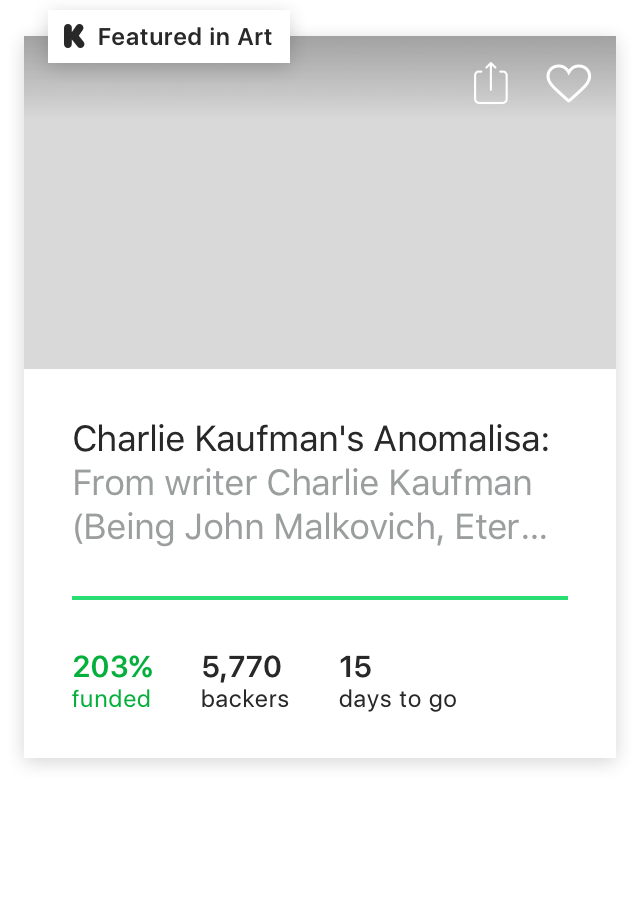 Featured in Art
Charlie Kaufman's Anomalisa:
From writer Charlie Kaufman
(Being John Malkovich, Eter...
203%
funded
5,770
backers
15
days to go